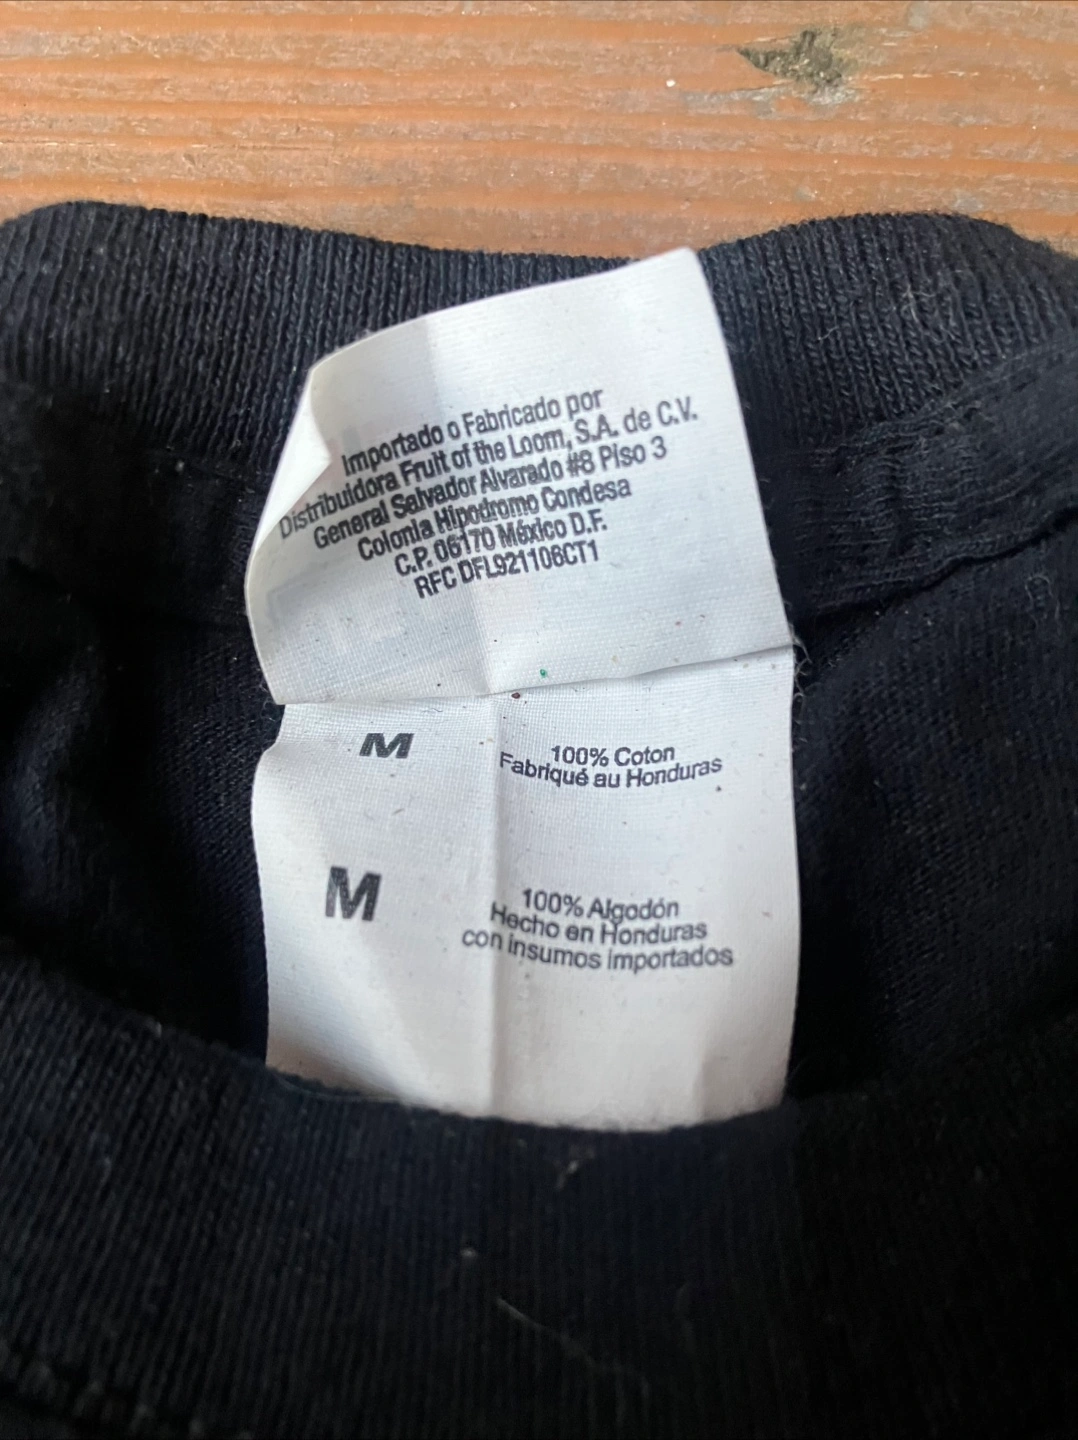 Importado o Fabricado por
Distribuidora Fruit of the Loom, S.A. de C.V.
General Salvador Alvarado #8 Piso 3
Colonia Hipodromo Condesa
C.P. 06170 México D.F.
RFC DFL921106CT1
M
100% Coton
Fabriqué au Honduras
M
100% Algodón
Hecho en Honduras
con insumos importados